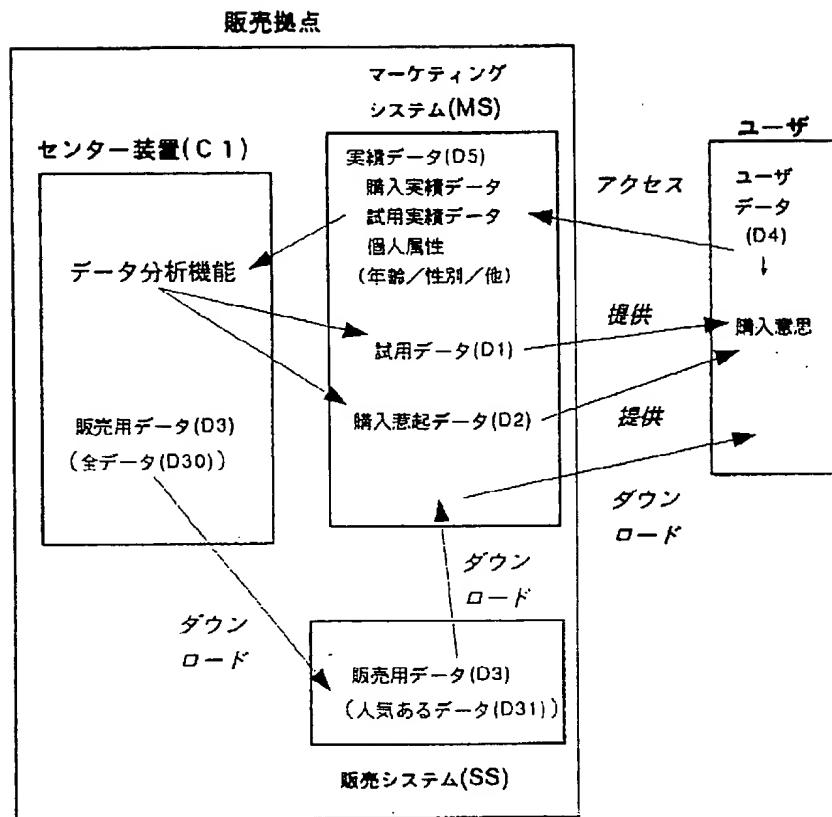 販売拠点
マーケティング
システム(MS)
センター装置(C1)
ユーザ
実績データ(D5)
購入実績データ
試用実績データ
個人属性
(年齢/性別/他)
アクセス
ユーザ
データ
(D4)
↓
データ分析機能
提供
購入意思
試用データ(D1)
購入惹起データ(D2)
提供
販売用データ(D3)
(全データ(D30))
ダウン
ロード
ダウン
ロード
ダウン
ロード
販売用データ(D3)
(人気あるデータ(D31))
販売システム(SS)